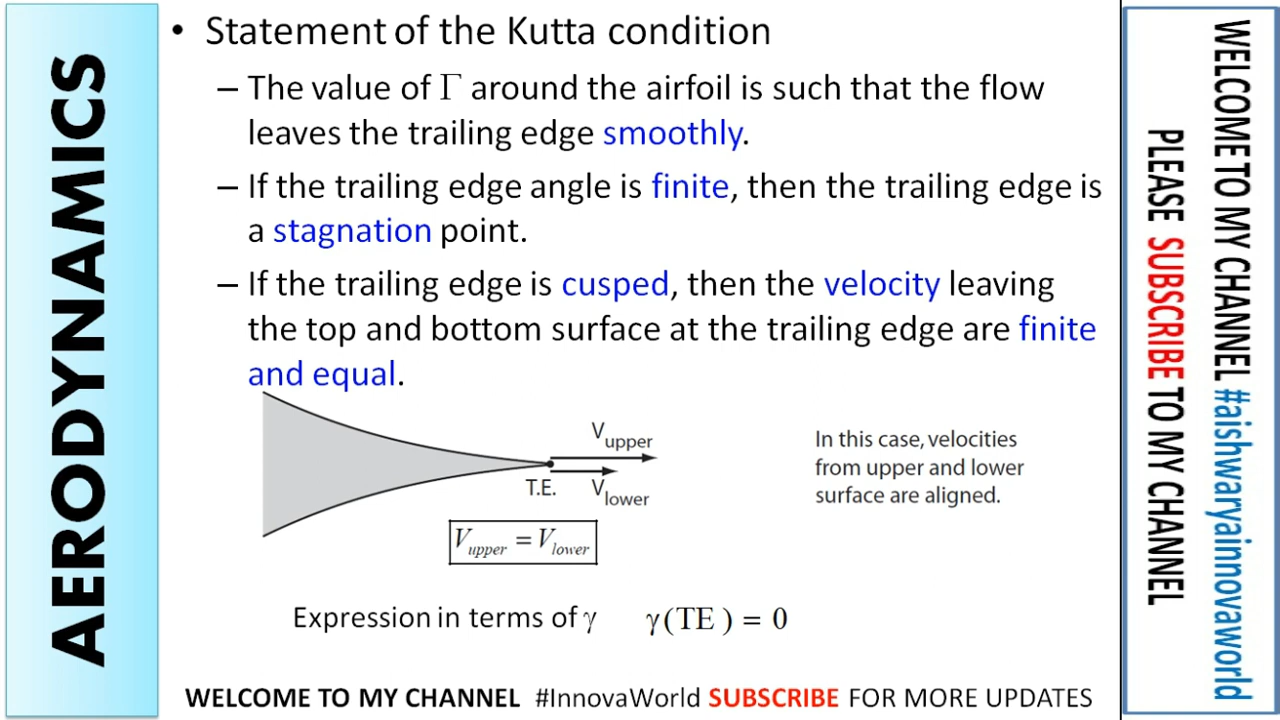 AERODYNAMICS
• Statement of the Kutta condition
– The value of Γ around the airfoil is such that the flow
leaves the trailing edge smoothly.
– If the trailing edge angle is finite, then the trailing edge is
a stagnation point.
– If the trailing edge is cusped, then the velocity leaving
the top and bottom surface at the trailing edge are finite
and equal.
V upper
T.E.
V lower
V upper = V lower
In this case, velocities
from upper and lower
surface are aligned.
Expression in terms of γ γ(TE) = 0
WELCOME TO MY CHANNEL #InnovaWorld SUBSCRIBE FOR MORE UPDATES
WELCOME TO MY CHANNEL #aishwaryainnovaworld
PLEASE SUBSCRIBE TO MY CHANNEL